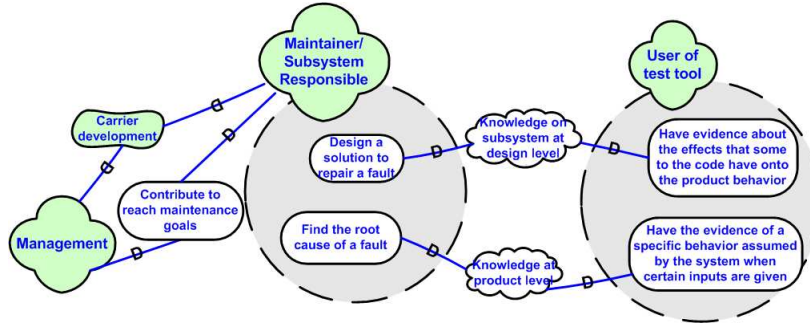 Maintainer/
Subsystem
Responsible
User of
test tool
Carrier
development
D
D
D
Design a
solution to
repair a fault
D
Knowledge on
subsystem at
design level
D
Have evidence about
the effects that some
to the code have onto
the product behavior
Contribute to
reach maintenance
goals
Management
D
Find the root
cause of a fault
D
Knowledge at
product level
D
Have the evidence of a
specific behavior assumed
by the system when
certain inputs are given